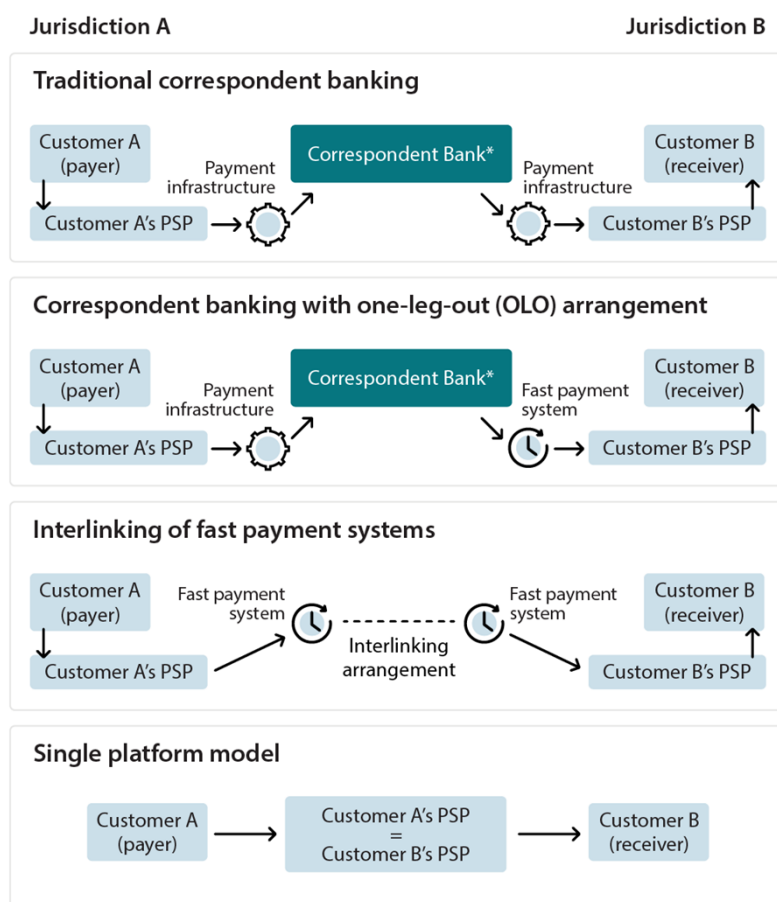 Jurisdiction A
Jurisdiction B
Traditional correspondent banking
Customer A
(payer)
Customer A's PSP
Payment
infrastructure
Correspondent Bank*
Payment
infrastructure
Customer B
(receiver)
Customer B's PSP
Correspondent banking with one-leg-out (OLO) arrangement
Customer A
(payer)
Customer A's PSP
Payment
infrastructure
Correspondent Bank*
Fast payment
system
Customer B
(receiver)
Customer B's PSP
Interlinking of fast payment systems
Customer A
(payer)
Customer A's PSP
Fast payment
system
Interlinking
arrangement
Fast payment
system
Customer B
(receiver)
Customer B's PSP
Single platform model
Customer A
(payer)
Customer A's PSP
=
Customer B's PSP
Customer B
(receiver)